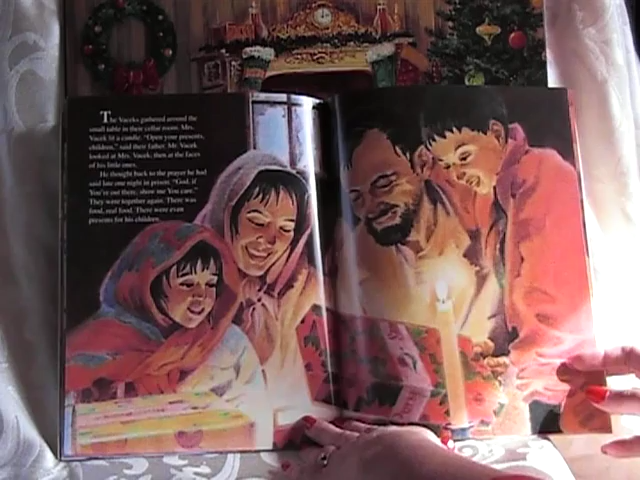 The Vaceks gathered around the
small table in their cellar room. Mrs.
Vacek lit a candle. "Open your presents,
children," said their father. Mr. Vacek
looked at Mrs. Vacek, then at the faces
of his little ones.
He thought back to the prayer he had
said late one night in prison: "God, if
You're out there, show me You care."
They were together again. There was
food, real food. There were even
presents for his children.